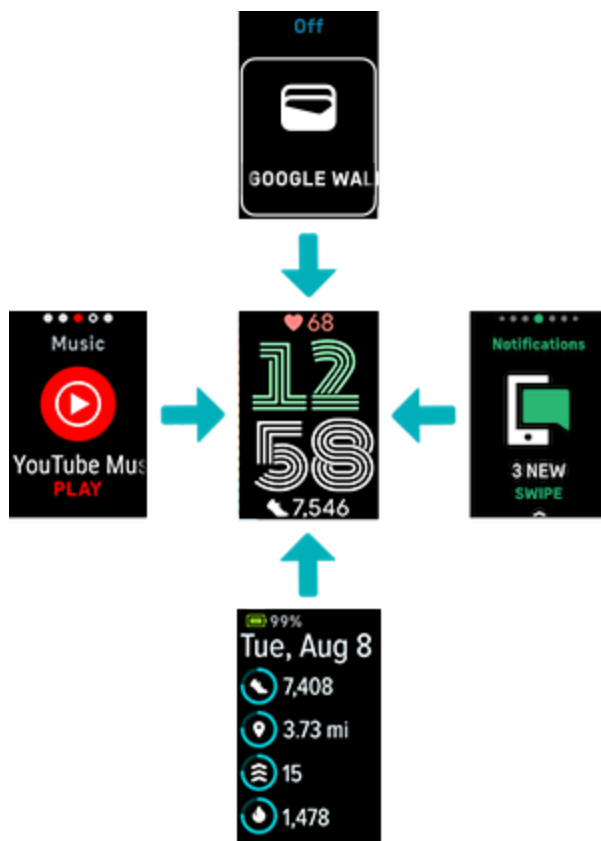 Off
GOOGLE WAL
Music
YouTube Mus
PLAY
68
12
58
7,546
Notifications
3 NEW
SWIPE
99%
Tue, Aug 8
7,408
3.73 mi
15
1,478